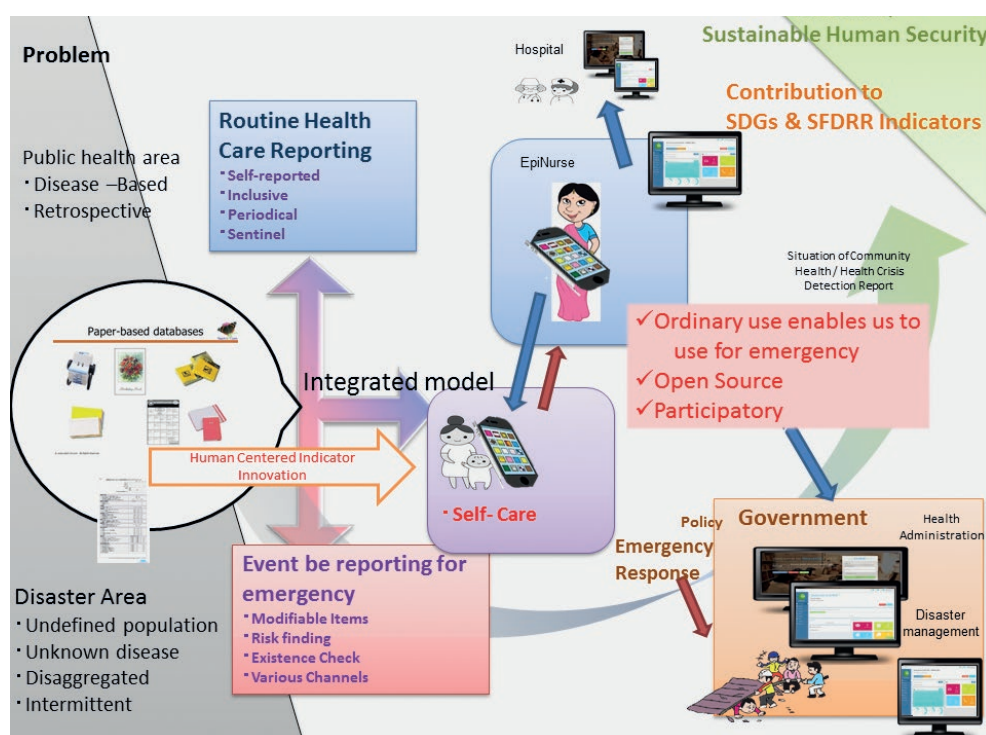 Problem
Public health area
・Disease –Based
・Retrospective
Paper-based databases
Disaster Area
・Undefined population
・Unknown disease
・Disaggregated
・Intermittent
Routine Health
Care Reporting
・Self-reported
・Inclusive
・Periodical
・Sentinel
Integrated model
Human Centered Indicator
Innovation
Event be reporting for
emergency
・Modifiable Items
・Risk finding
・Existence Check
・Various Channels
Hospital
EpiNurse
・Self- Care
Sustainable Human Security
Contribution to
SDGs & SFDRR Indicators
Situation of Community
Health / Health Crisis
Detection Report
✓Ordinary use enables us to
use for emergency
✓Open Source
✓Participatory
Policy
Emergency
Response
Government
Health
Administration
Disaster
management